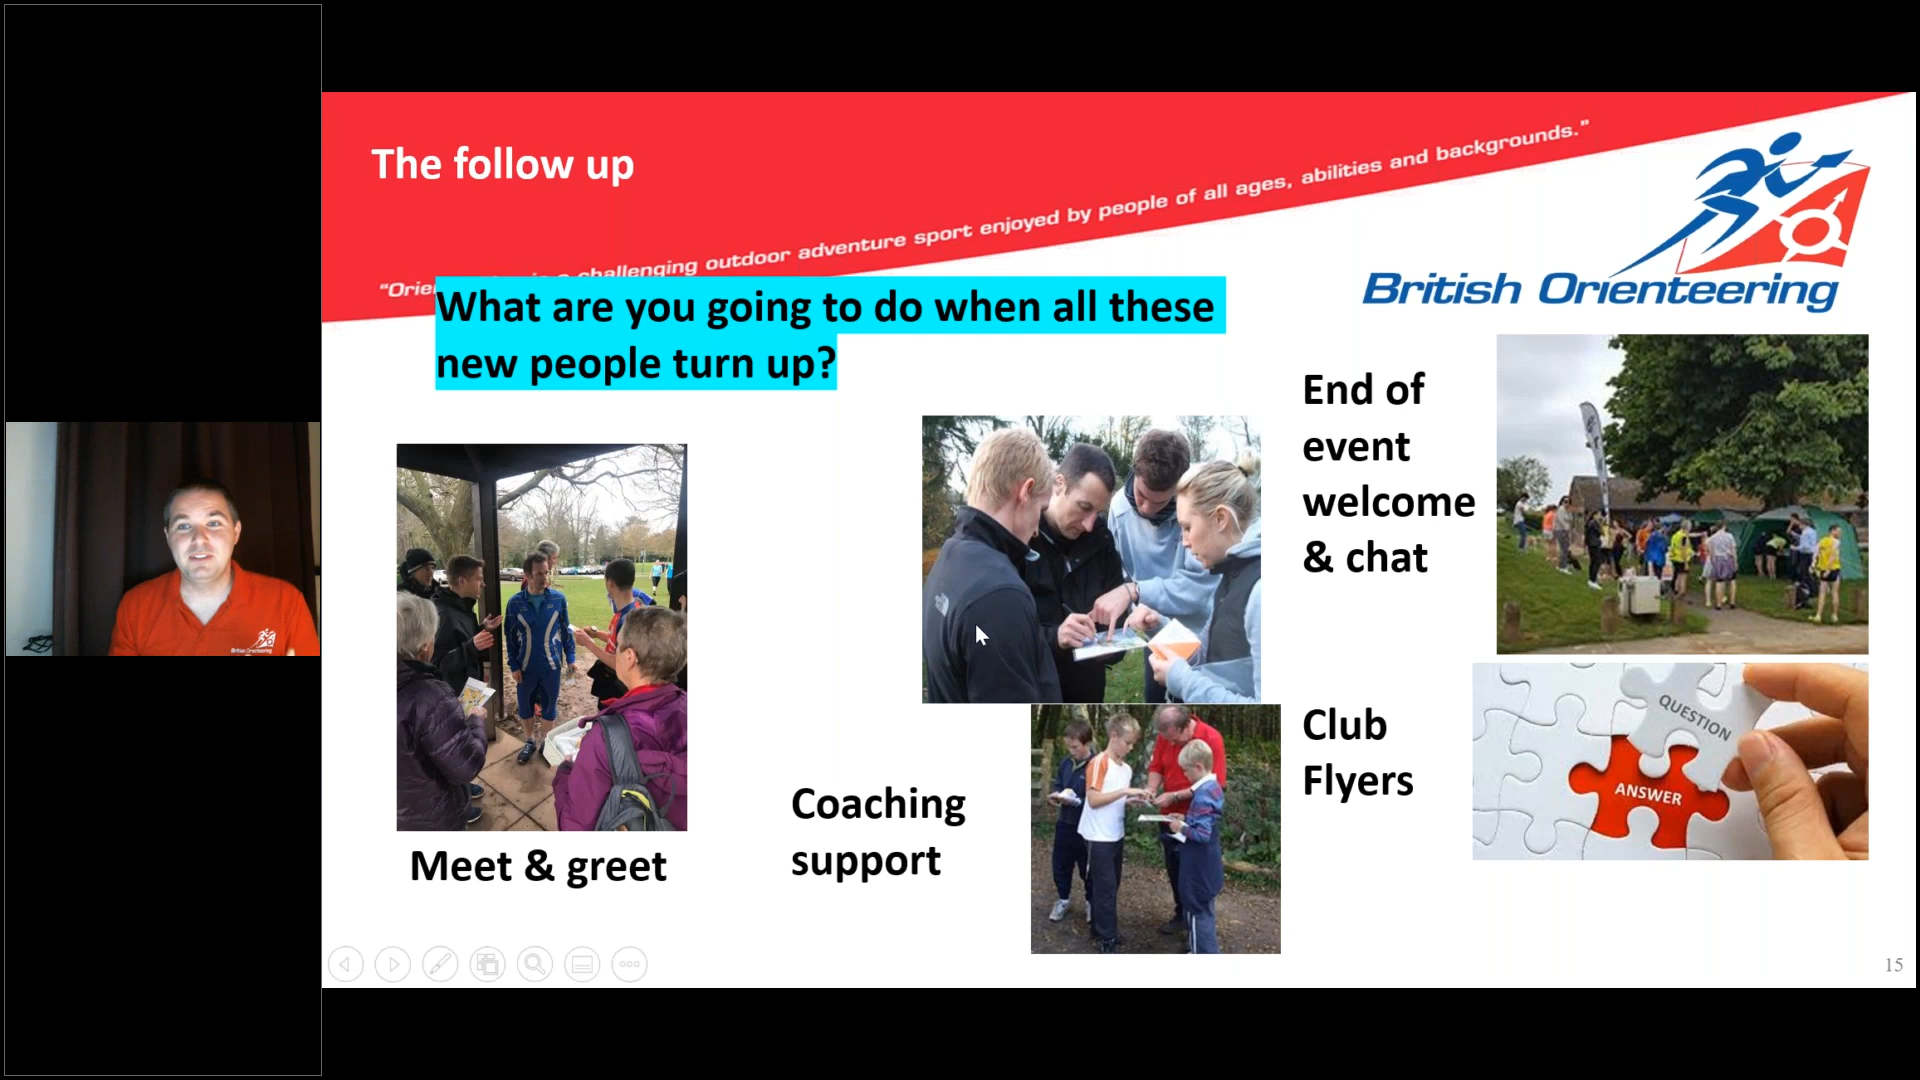 The follow up
challenging outdoor adventure sport enjoyed by people of all ages, abilities and backgrounds.”
British Orienteering
What are you going to do when all these
new people turn up?
End of
event
welcome
& chat
QUESTION
ANSWER
Club
Flyers
Coaching
support
Meet & greet
British Orienteering
15